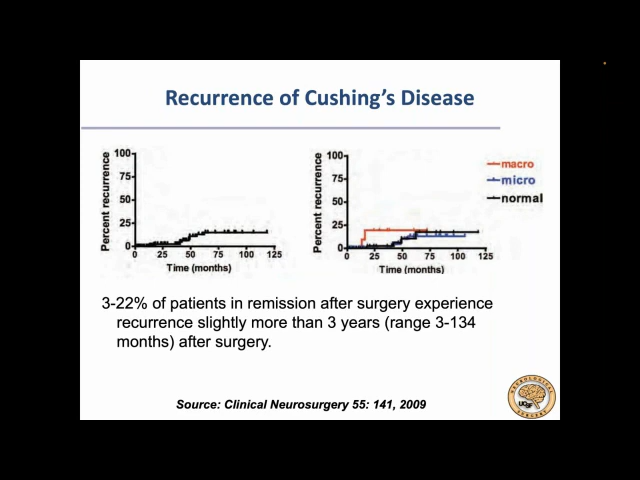 Recurrence of Cushing's Disease
Percent recurrence
100
75
50
25
0
0 25 50 75 100 125
Time (months)
Percent recurrence
100
75
50
25
0
0 25 50 75 100 125
Time (months)
macro
micro
normal
3-22% of patients in remission after surgery experience
recurrence slightly more than 3 years (range 3-134
months) after surgery.
Source: Clinical Neurosurgery 55: 141, 2009
NEUROLOGICAL
UCSF
SURGERY